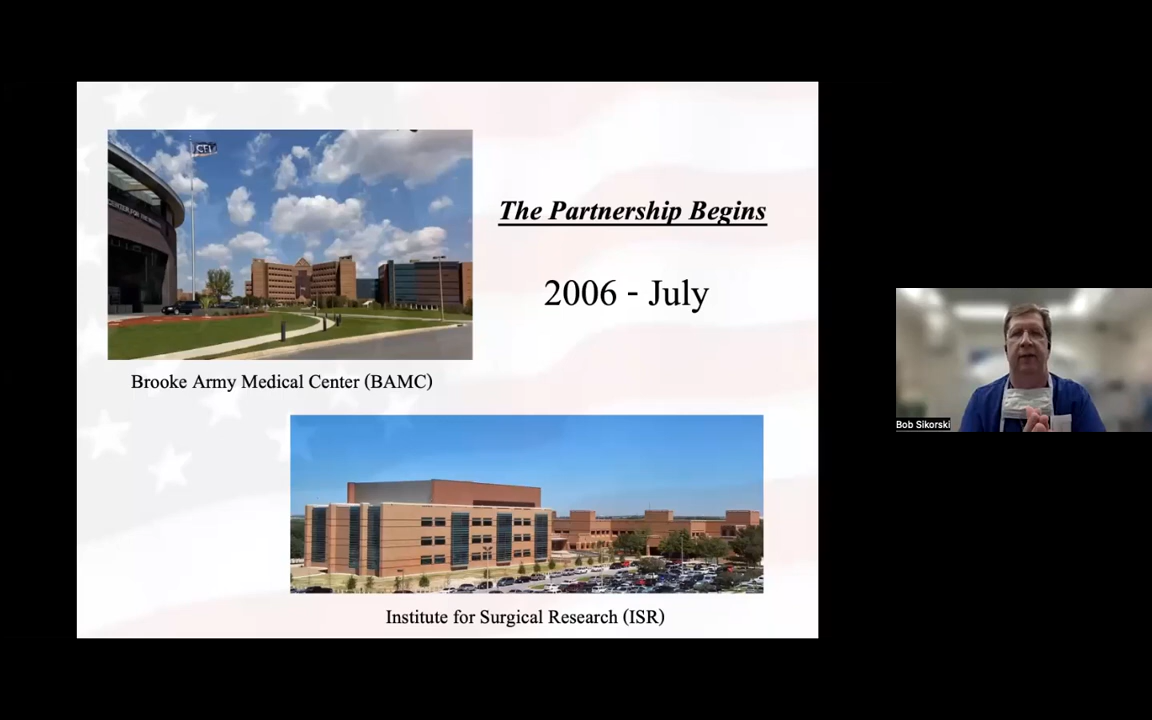 The Partnership Begins
2006 - July
Brooke Army Medical Center (BAMC)
Bob Sikorski
Institute for Surgical Research (ISR)